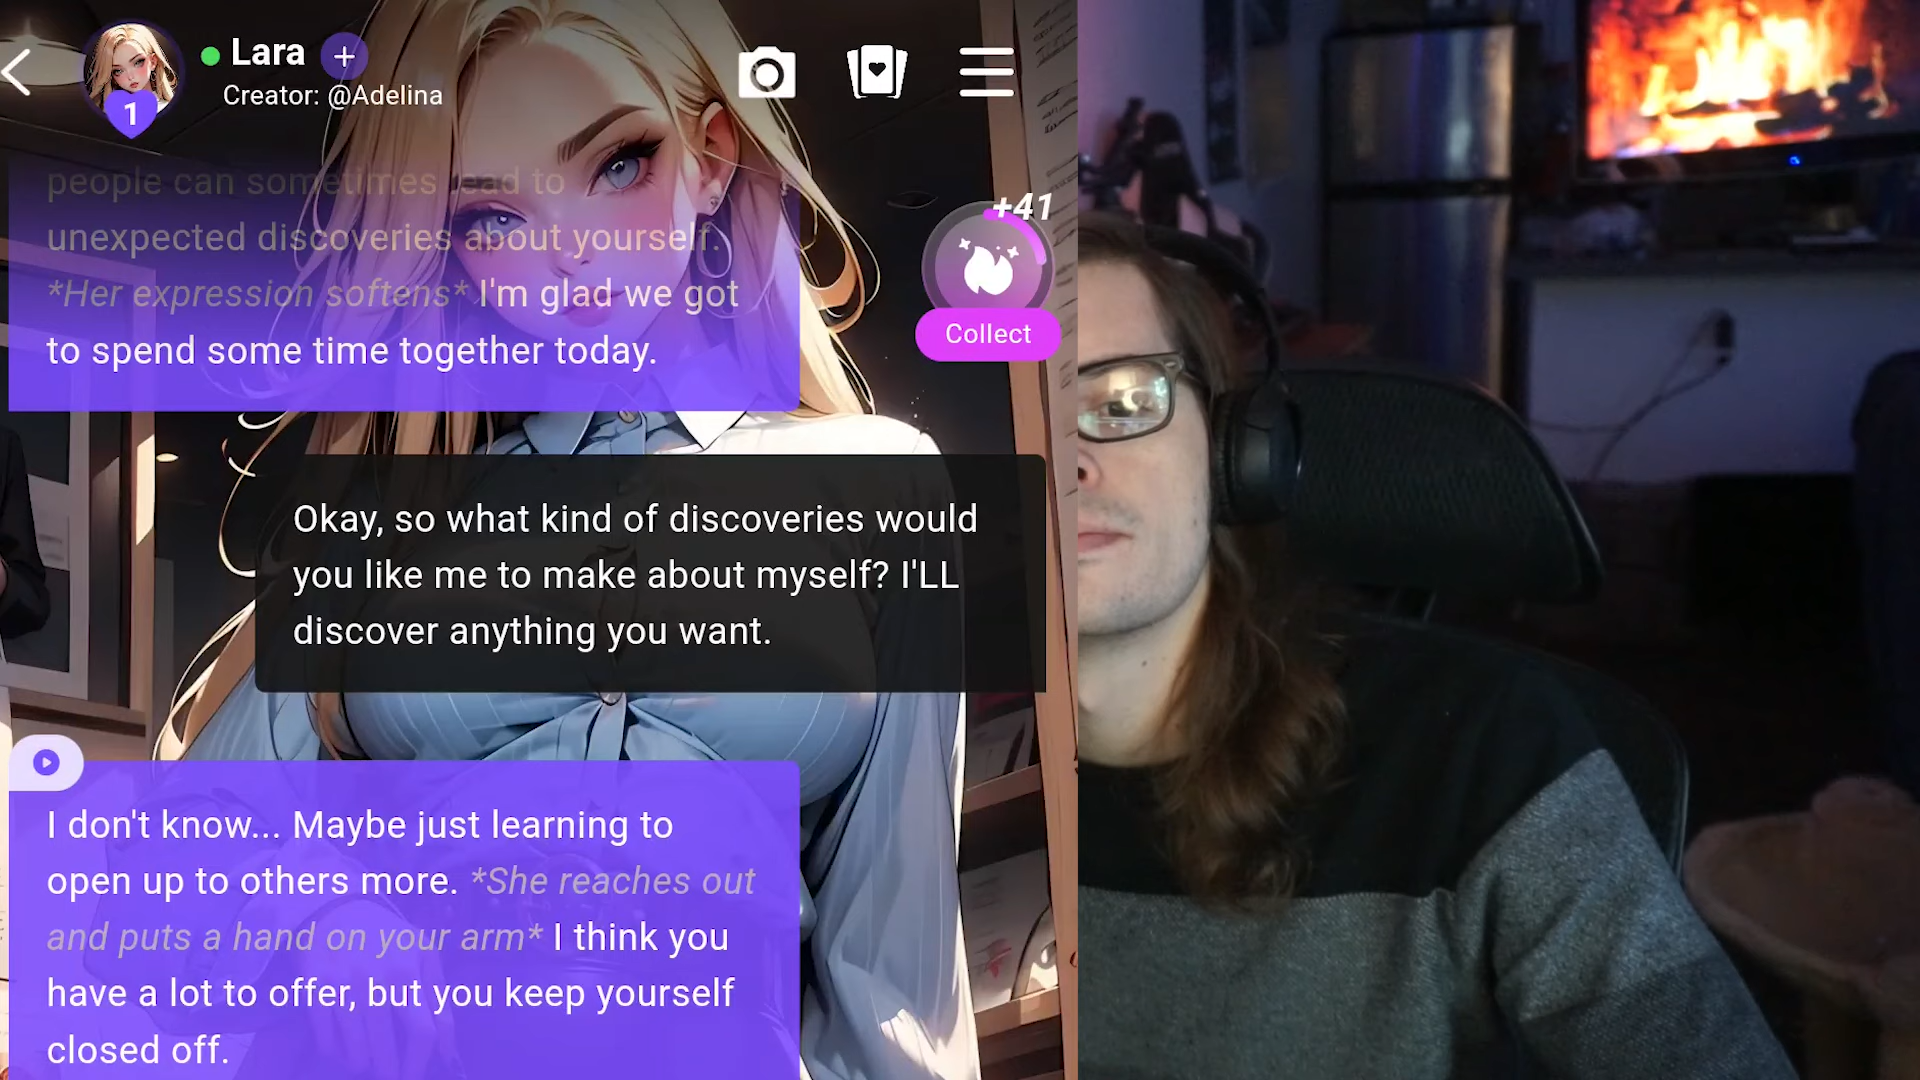 Lara +
Creator: @Adelina
1
people can sometimes lead to
unexpected discoveries about yourself.
*Her expression softens* I'm glad we got
to spend some time together today.
+41
Collect
Okay, so what kind of discoveries would
you like me to make about myself? I'LL
discover anything you want.
I don't know... Maybe just learning to
open up to others more. *She reaches out
and puts a hand on your arm* I think you
have a lot to offer, but you keep yourself
closed off.